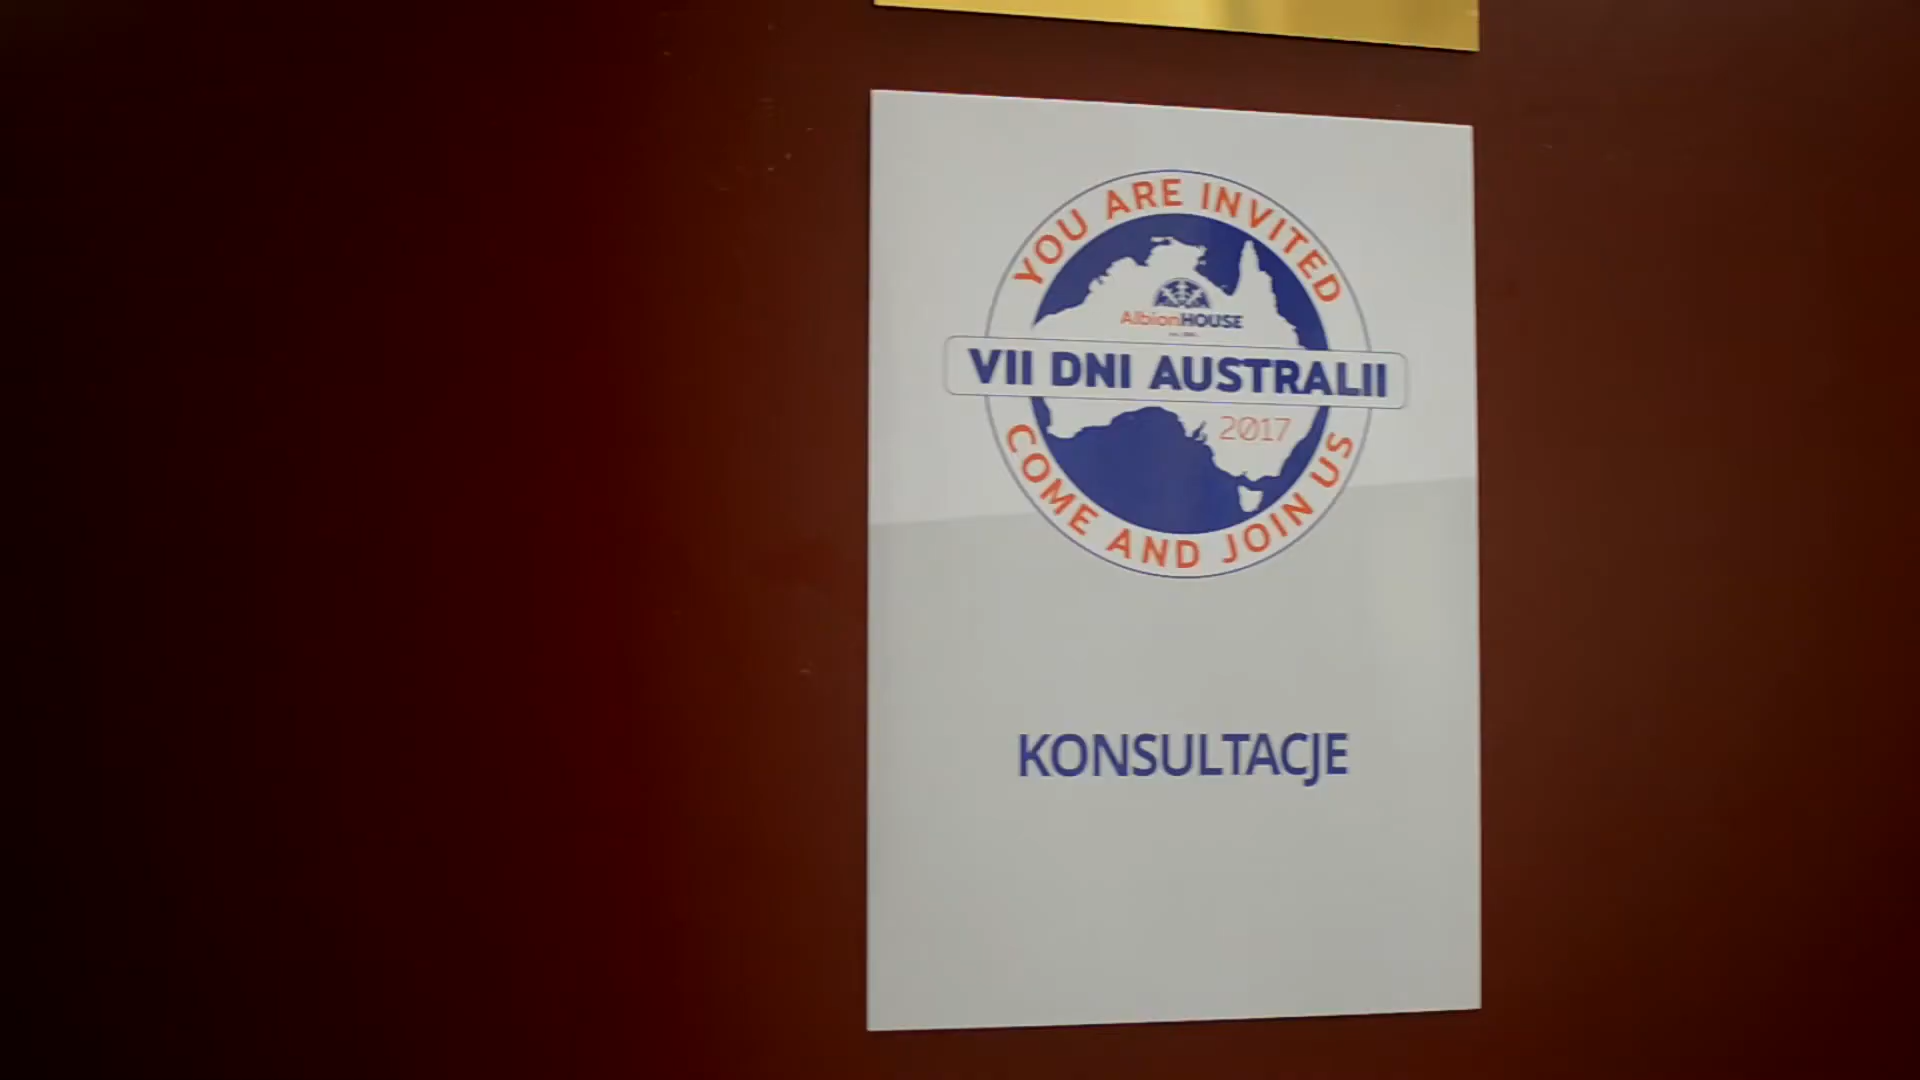 YOU ARE INVITED
AlbionHOUSE
VII DNI AUSTRALII
2017
COME AND JOIN US
KONSULTACJE